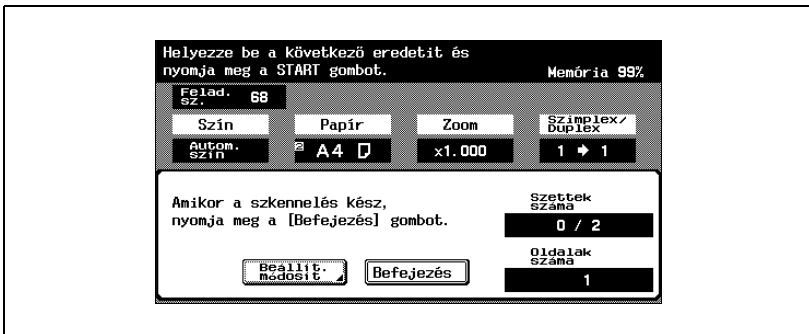 Helyezze be a következő eredetit és
nyomja meg a START gombot.
Memória 99%
Felad.
sz. 68
Szín
Papír
Zoom
Szimplex/
Duplex
Autom.
szín
2 A4
x1.000
1 → 1
Amikor a szkennelés kész,
nyomja meg a [Befejezés] gombot.
Szettek
száma
0 / 2
Oldalak
száma
1
Beállít.
módosít
Befejezés